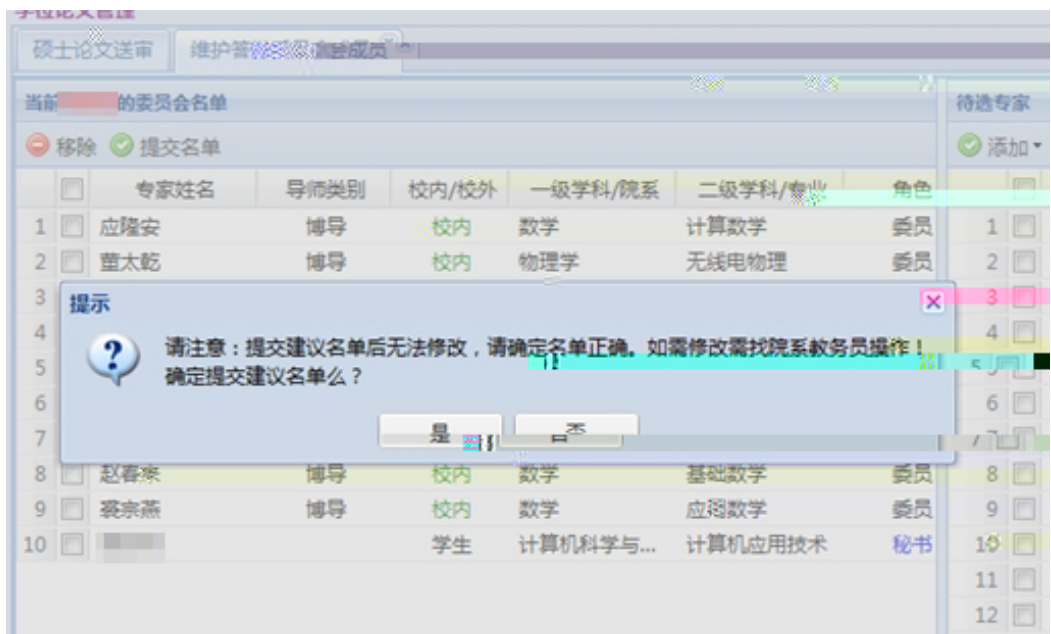 学位论文管理
硕士论文送审 维护答 会成员
当前 的委员会名单 待选专家
移除 提交名单 添加
专家姓名 导师类别 校内/校外 一级学科/院系 二级学科/专业 角色
1 应隆安 博导 校内 数学 计算数学 委员 1
2 董太乾 博导 校内 物理学 无线电物理 委员 2
3 3
提示
4 4
请注意：提交建议名单后无法修改，请确定名单正确。如需修改需找院系教务员操作！
5 5
确定提交建议名单么？
6 6
是 否
7 7
8 赵春来 博导 校内 数学 基础数学 委员 8
9 裘宗燕 博导 校内 数学 应用数学 委员 9
10 学生 计算机科学与... 计算机应用技术 秘书 10
11
12